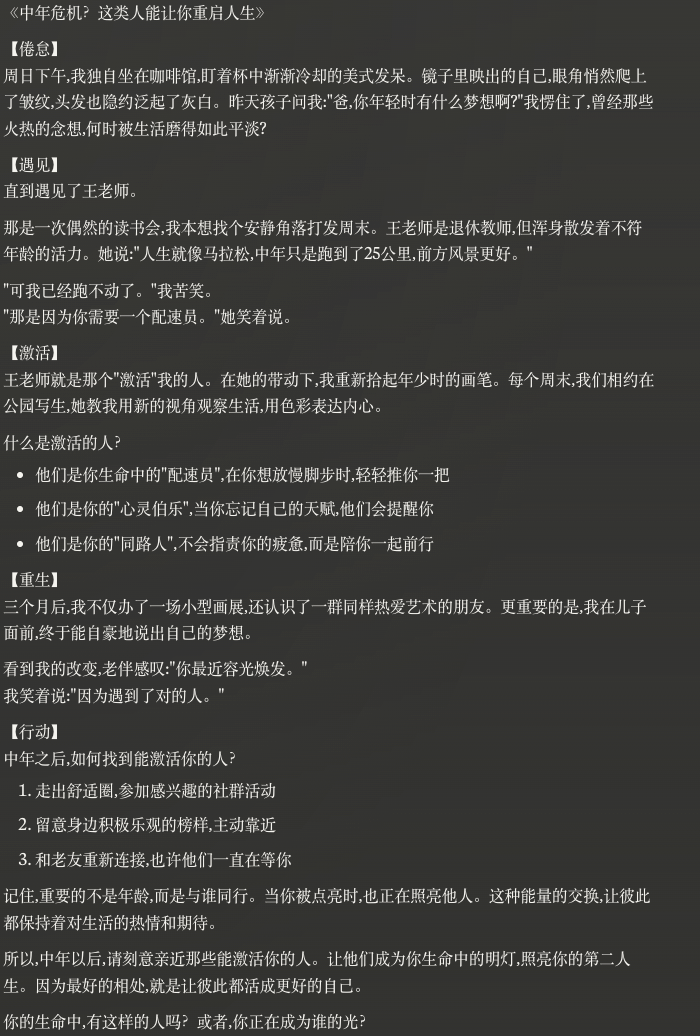 《中年危机？这类人能让你重启人生》
【倦怠】
周日下午,我独自坐在咖啡馆,盯着杯中渐渐冷却的美式发呆。镜子里映出的自己,眼角悄然爬上
了皱纹,头发也隐约泛起了灰白。昨天孩子问我:"爸,你年轻时有什么梦想啊?"我愣住了,曾经那些
火热的念想,何时被生活磨得如此平淡?
【遇见】
直到遇见了王老师。
那是一次偶然的读书会,我本想找个安静角落打发周末。王老师是退休教师,但浑身散发着不符
年龄的活力。她说:"人生就像马拉松,中年只是跑到了25公里,前方风景更好。"
"可我已经跑不动了。"我苦笑。
"那是因为你需要一个配速员。"她笑着说。
【激活】
王老师就是那个"激活"我的人。在她的带动下,我重新拾起年少时的画笔。每个周末,我们相约在
公园写生,她教我用新的视角观察生活,用色彩表达内心。
什么是激活的人?
• 他们是你生命中的"配速员",在你想放慢脚步时,轻轻推你一把
• 他们是你的"心灵伯乐",当你忘记自己的天赋,他们会提醒你
• 他们是你的"同路人",不会指责你的疲惫,而是陪你一起前行
【重生】
三个月后,我不仅办了一场小型画展,还认识了一群同样热爱艺术的朋友。更重要的是,我在儿子
面前,终于能自豪地说出自己的梦想。
看到我的改变,老伴感叹:"你最近容光焕发。"
我笑着说:"因为遇到了对的人。"
【行动】
中年之后,如何找到能激活你的人?
1. 走出舒适圈,参加感兴趣的社群活动
2. 留意身边积极乐观的榜样,主动靠近
3. 和老友重新连接,也许他们一直在等你
记住,重要的不是年龄,而是与谁同行。当你被点亮时,也正在照亮他人。这种能量的交换,让彼此
都保持着对生活的热情和期待。
所以,中年以后,请刻意亲近那些能激活你的人。让他们成为你生命中的明灯,照亮你的第二人
生。因为最好的相处,就是让彼此都活成更好的自己。
你的生命中,有这样的人吗？或者,你正在成为谁的光?